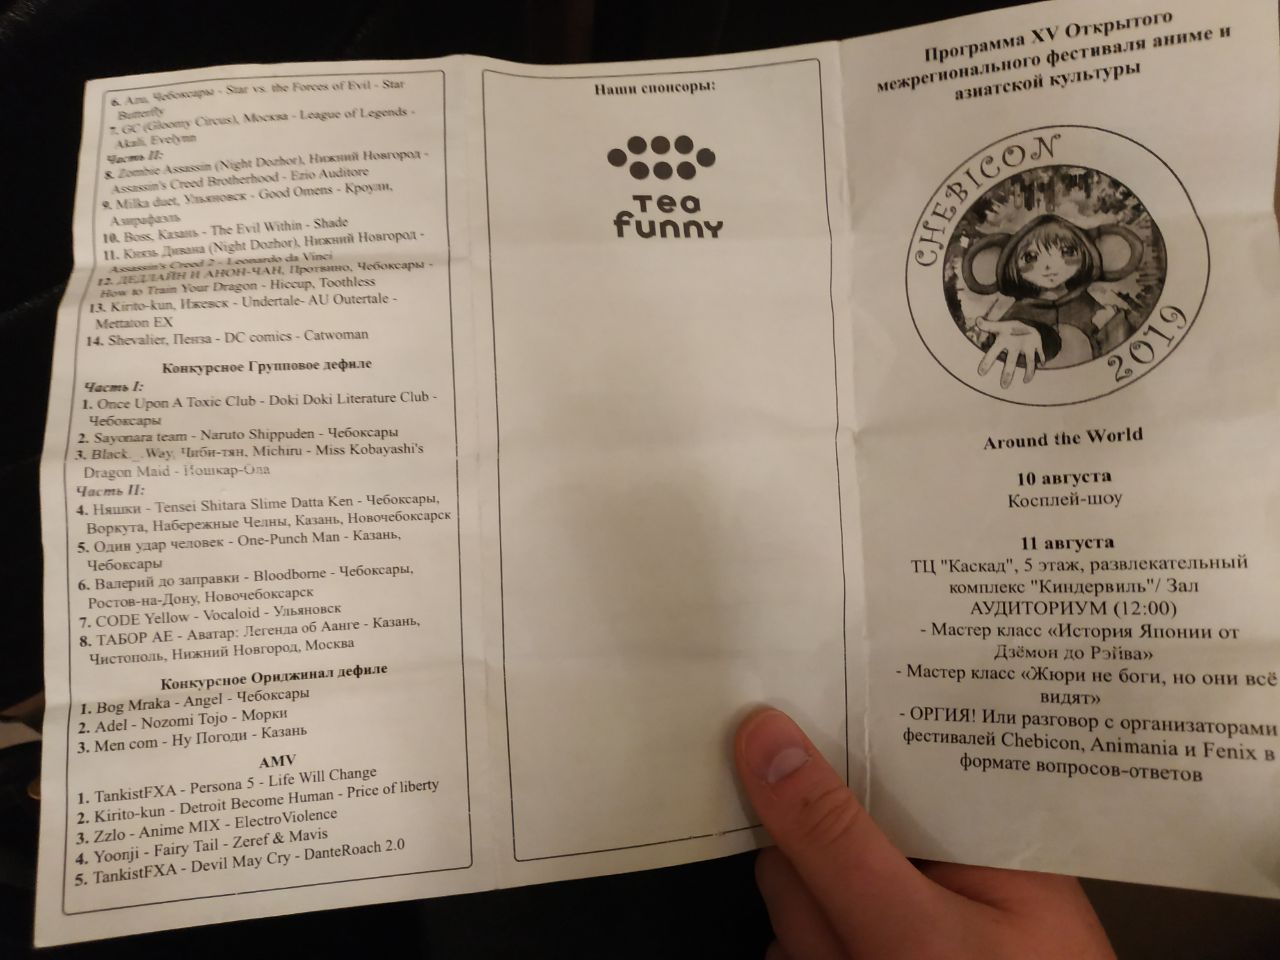 6. Аги, Чебоксары - Star vs. the Forces of Evil - Star
Butterfly
7. GC (Gloomy Circus), Москва - League of Legends -
Akali, Evelynn
Часть II:
8. Zombie Assassin (Night Dozhor), Нижний Новгород -
Assassin's Creed Brotherhood - Ezio Auditore
9. Milka duet, Ульяновск - Good Omens - Кроули,
Азирафаэль
10. Boss, Казань - The Evil Within - Shade
11. Князь Дивана (Night Dozhor), Нижний Новгород -
Assassin's Creed 2 - Leonardo da Vinci
12. ДЕДЛАЙН И АНОН-ЧАН, Протвино, Чебоксары -
How to Train Your Dragon - Hiccup, Toothless
13. Kirito-kun, Ижевск - Undertale- AU Outertale -
Mettaton EX
14. Shevalier, Пенза - DC comics - Catwoman
Конкурсное Групповое дефиле
Часть I:
1. Once Upon A Toxic Club - Doki Doki Literature Club -
Чебоксары
2. Sayonara team - Naruto Shippuden - Чебоксары
3. Black._.Way, Чиби-тян, Michiru - Miss Kobayashi's
Dragon Maid - Йошкар-Ола
Часть II:
4. Няшки - Tensei Shitara Slime Datta Ken - Чебоксары,
Воркута, Набережные Челны, Казань, Новочебоксарск
5. Один удар человек - One-Punch Man - Казань,
Чебоксары
6. Валерий до заправки - Bloodborne - Чебоксары,
Ростов-на-Дону, Новочебоксарск
7. CODE Yellow - Vocaloid - Ульяновск
8. ТАБОР АЕ - Аватар: Легенда об Аанге - Казань,
Чистополь, Нижний Новгород, Москва
Конкурсное Ориджинал дефиле
1. Bog Mraka - Angel - Чебоксары
2. Adel - Nozomi Tojo - Морки
3. Men com - Ну Погоди - Казань
AMV
1. TankistFXA - Persona 5 - Life Will Change
2. Kirito-kun - Detroit Become Human - Price of liberty
3. Zzlo - Anime MIX - ElectroViolence
4. Yoonji - Fairy Tail - Zeref & Mavis
5. TankistFXA - Devil May Cry - DanteRoach 2.0
Наши спонсоры:
Tea
funny
Программа XV Открытого
межрегионального фестиваля аниме и
азиатской культуры
CHEBICON
2019
Around the World
10 августа
Косплей-шоу
11 августа
ТЦ "Каскад", 5 этаж, развлекательный
комплекс "Киндервиль"/ Зал
АУДИТОРИУМ (12:00)
- Мастер класс «История Японии от
Дзёмон до Рэйва»
- Мастер класс «Жюри не боги, но они всё
видят»
- ОРГИЯ! Или разговор с организаторами
фестивалей Chebicon, Animania и Fenix в
формате вопросов-ответов